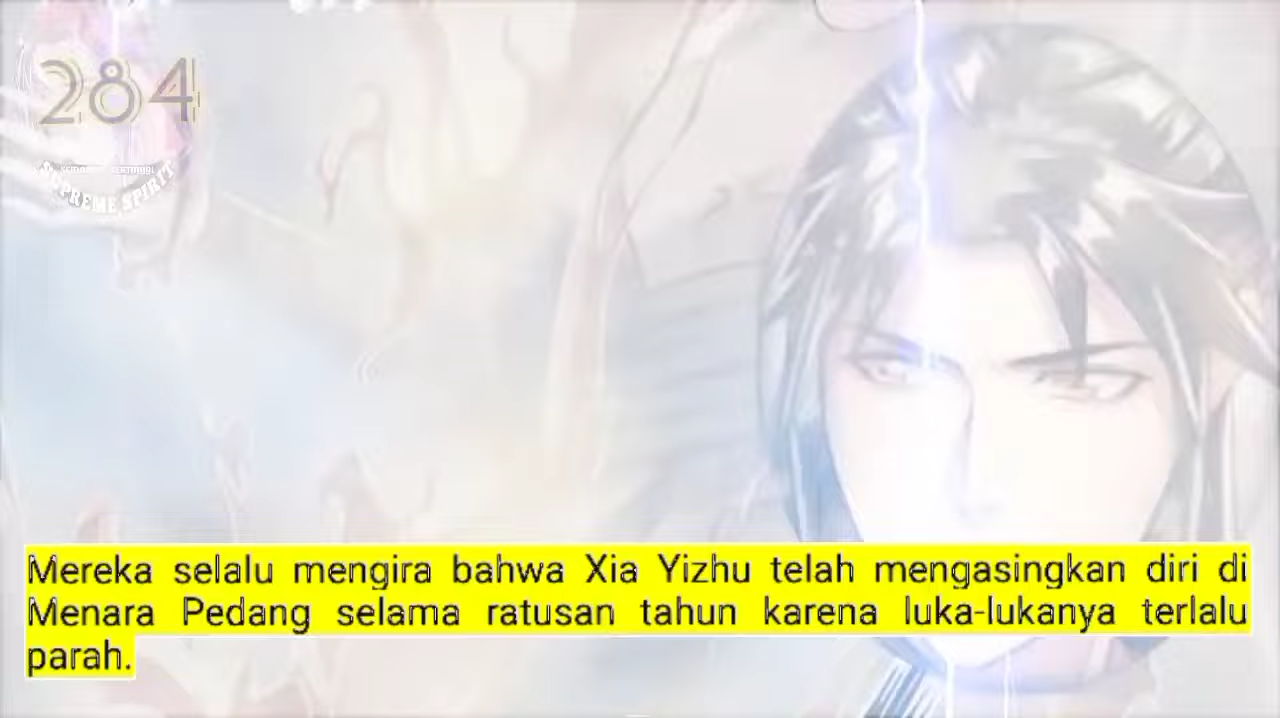 284
SUPREME SPIRIT
Mereka selalu mengira bahwa Xia Yizhu telah mengasingkan diri di
Menara Pedang selama ratusan tahun karena luka-lukanya terlalu
parah.